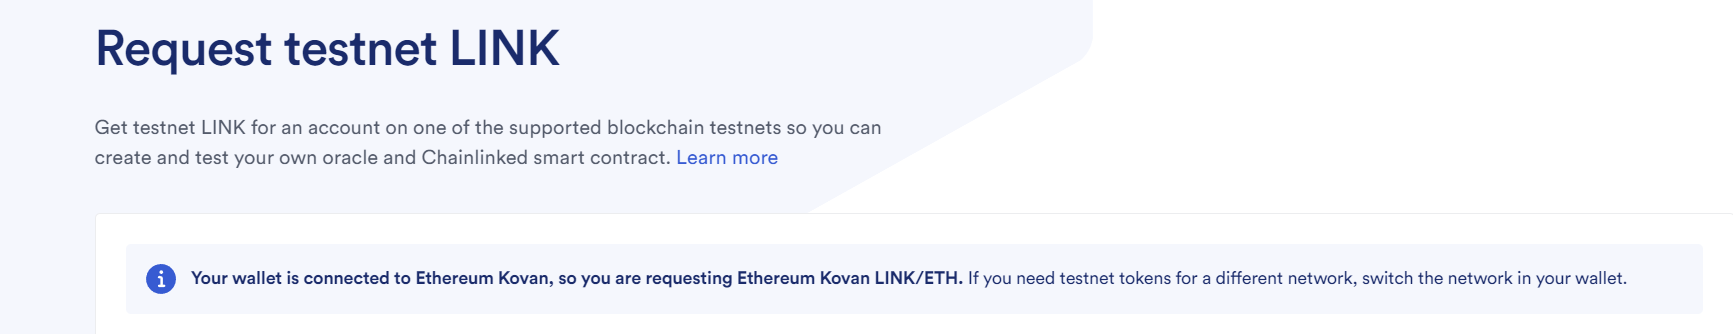 Request testnet LINK
Get testnet LINK for an account on one of the supported blockchain testnets so you can
create and test your own oracle and Chainlinked smart contract. Learn more
Your wallet is connected to Ethereum Kovan, so you are requesting Ethereum Kovan LINK/ETH. If you need testnet tokens for a different network, switch the network in your wallet.